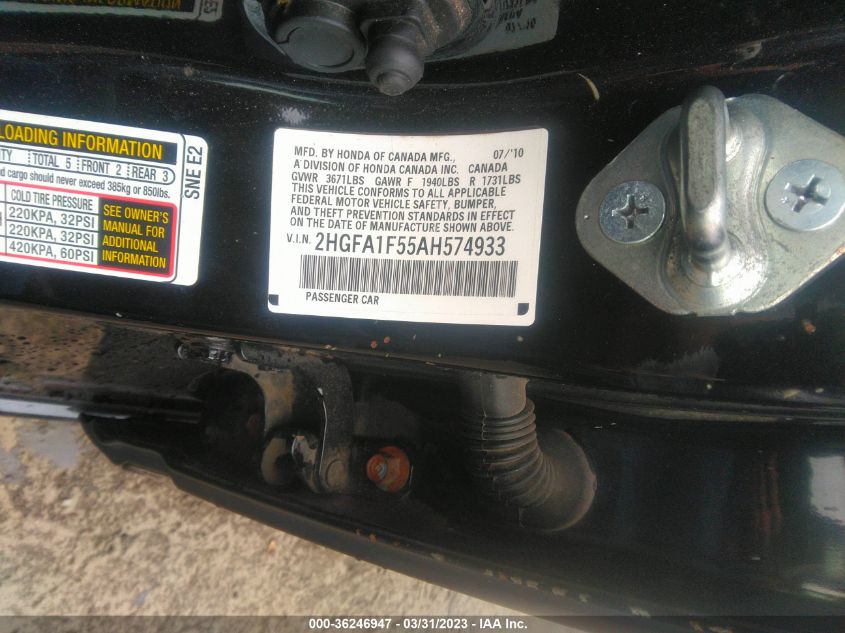 LOADING INFORMATION
TOTAL 5 FRONT 2 REAR 3
d cargo should never exceed 385kg or 850lbs.
COLD TIRE PRESSURE
220KPA, 32PSI
220KPA, 32PSI
420KPA, 60PSI
SEE OWNER'S
MANUAL FOR
ADDITIONAL
INFORMATION
SNE E2
MFD. BY HONDA OF CANADA MFG., 07/'10
A DIVISION OF HONDA CANADA INC. CANADA
GVWR 3671LBS GAWR F 1940LBS R 1731LBS
THIS VEHICLE CONFORMS TO ALL APPLICABLE
FEDERAL MOTOR VEHICLE SAFETY, BUMPER,
AND THEFT PREVENTION STANDARDS IN EFFECT
ON THE DATE OF MANUFACTURE SHOWN ABOVE.
V.I.N. 2HGFA1F55AH574933
PASSENGER CAR
000-36246947 - 03/31/2023 - IAA Inc.